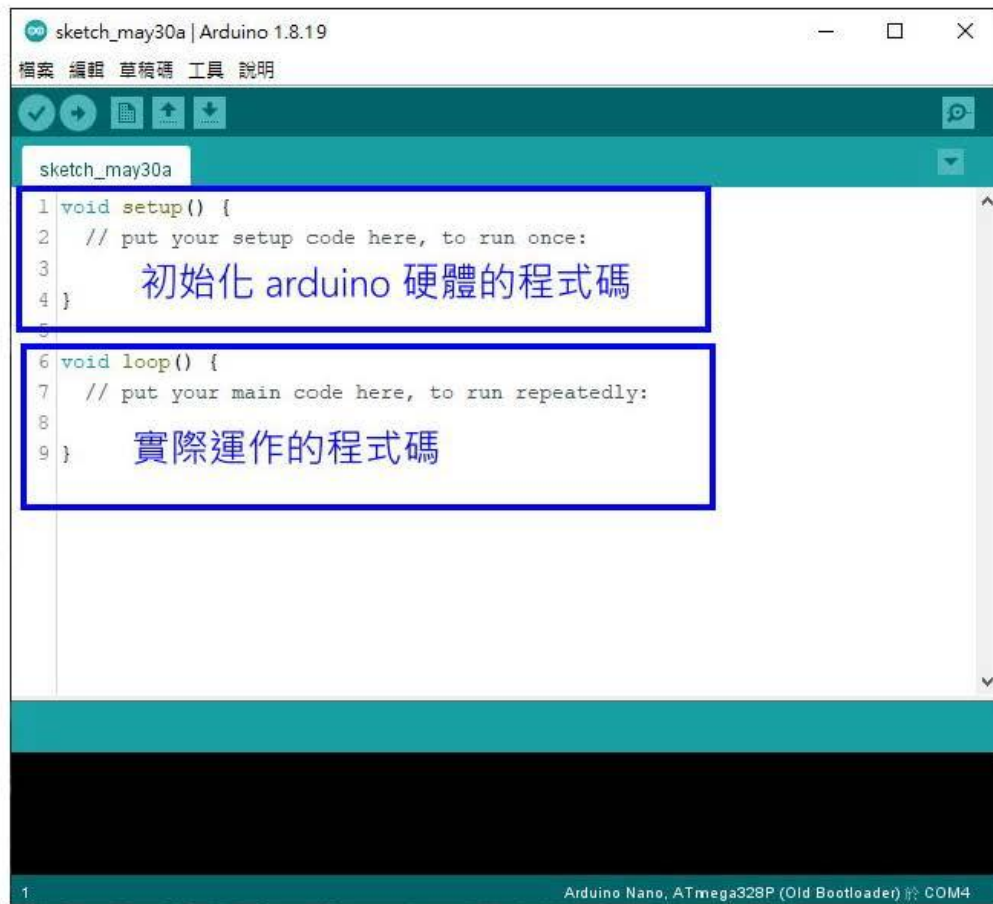 sketch_may30a | Arduino 1.8.19
檔案 編輯 草稿碼 工具 說明
sketch_may30a
1 void setup() {
2 // put your setup code here, to run once:
3
初始化 arduino 硬體的程式碼
4 }
5
6 void loop() {
7 // put your main code here, to run repeatedly:
8
實際運作的程式碼
9 }
1 Arduino Nano, ATmega328P (Old Bootloader) 於 COM4